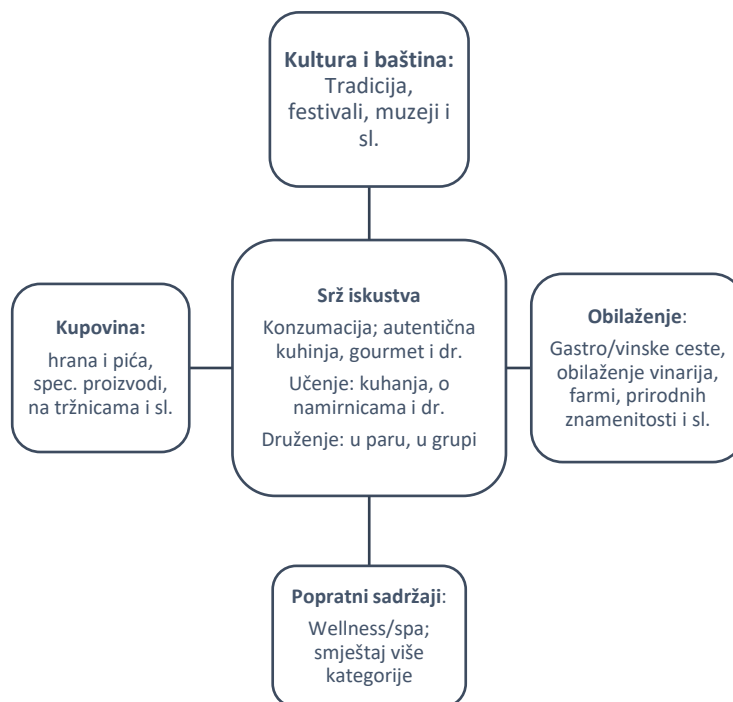 Kultura i baština:
Tradicija,
festivali, muzeji i
sl.
Kupovina:
hrana i pića,
spec. proizvodi,
na tržnicama i sl.
Srž iskustva
Konzumacija; autentična
kuhinja, gourmet i dr.
Učenje: kuhanja, o
namirnicama i dr.
Druženje: u paru, u grupi
Obilaženje:
Gastro/vinske ceste,
obilaženje vinarija,
farmi, prirodnih
znamenitosti i sl.
Popratni sadržaji:
Wellness/spa;
smještaj više
kategorije